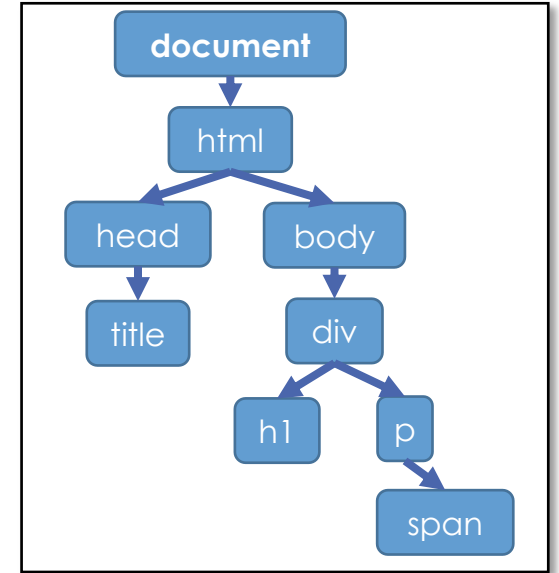 document
html
head
body
title
div
h1
p
span